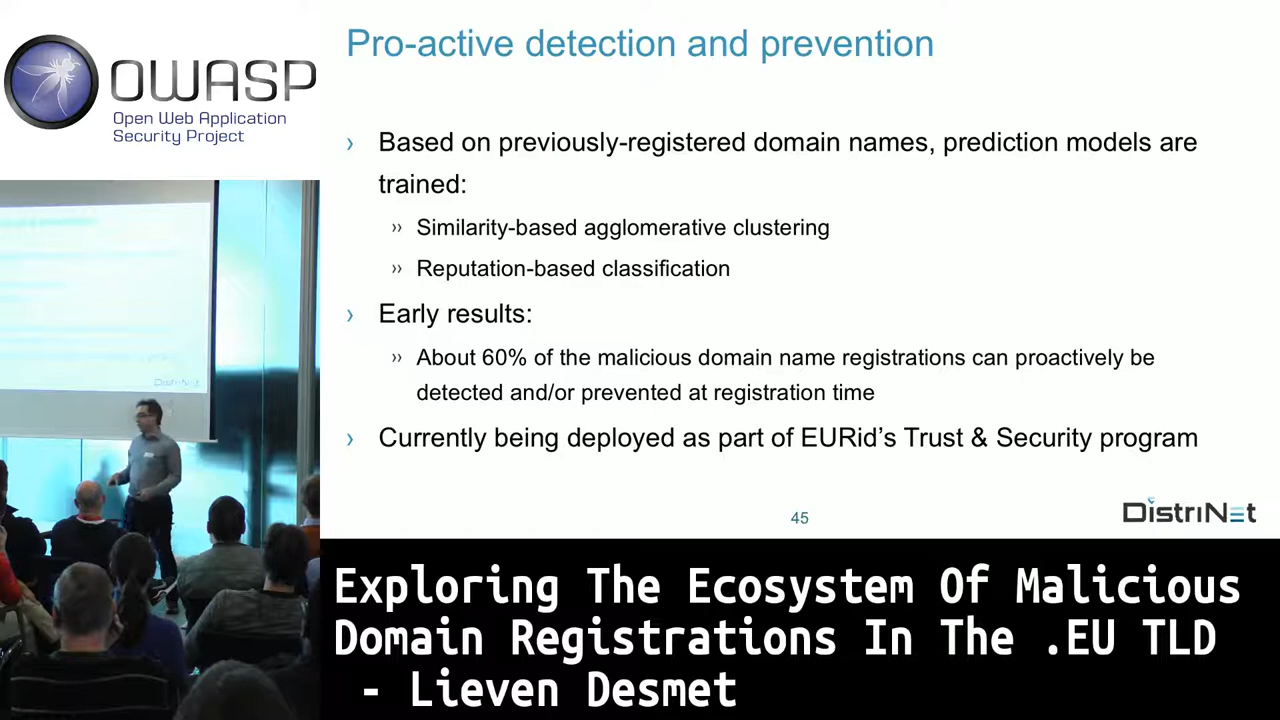 OWASP
Open Web Application
Security Project
Pro-active detection and prevention
› Based on previously-registered domain names, prediction models are
trained:
›› Similarity-based agglomerative clustering
›› Reputation-based classification
› Early results:
›› About 60% of the malicious domain name registrations can proactively be
detected and/or prevented at registration time
› Currently being deployed as part of EURid’s Trust & Security program
45
DistriNet
DistriNet
Exploring The Ecosystem Of Malicious
Domain Registrations In The .EU TLD
- Lieven Desmet